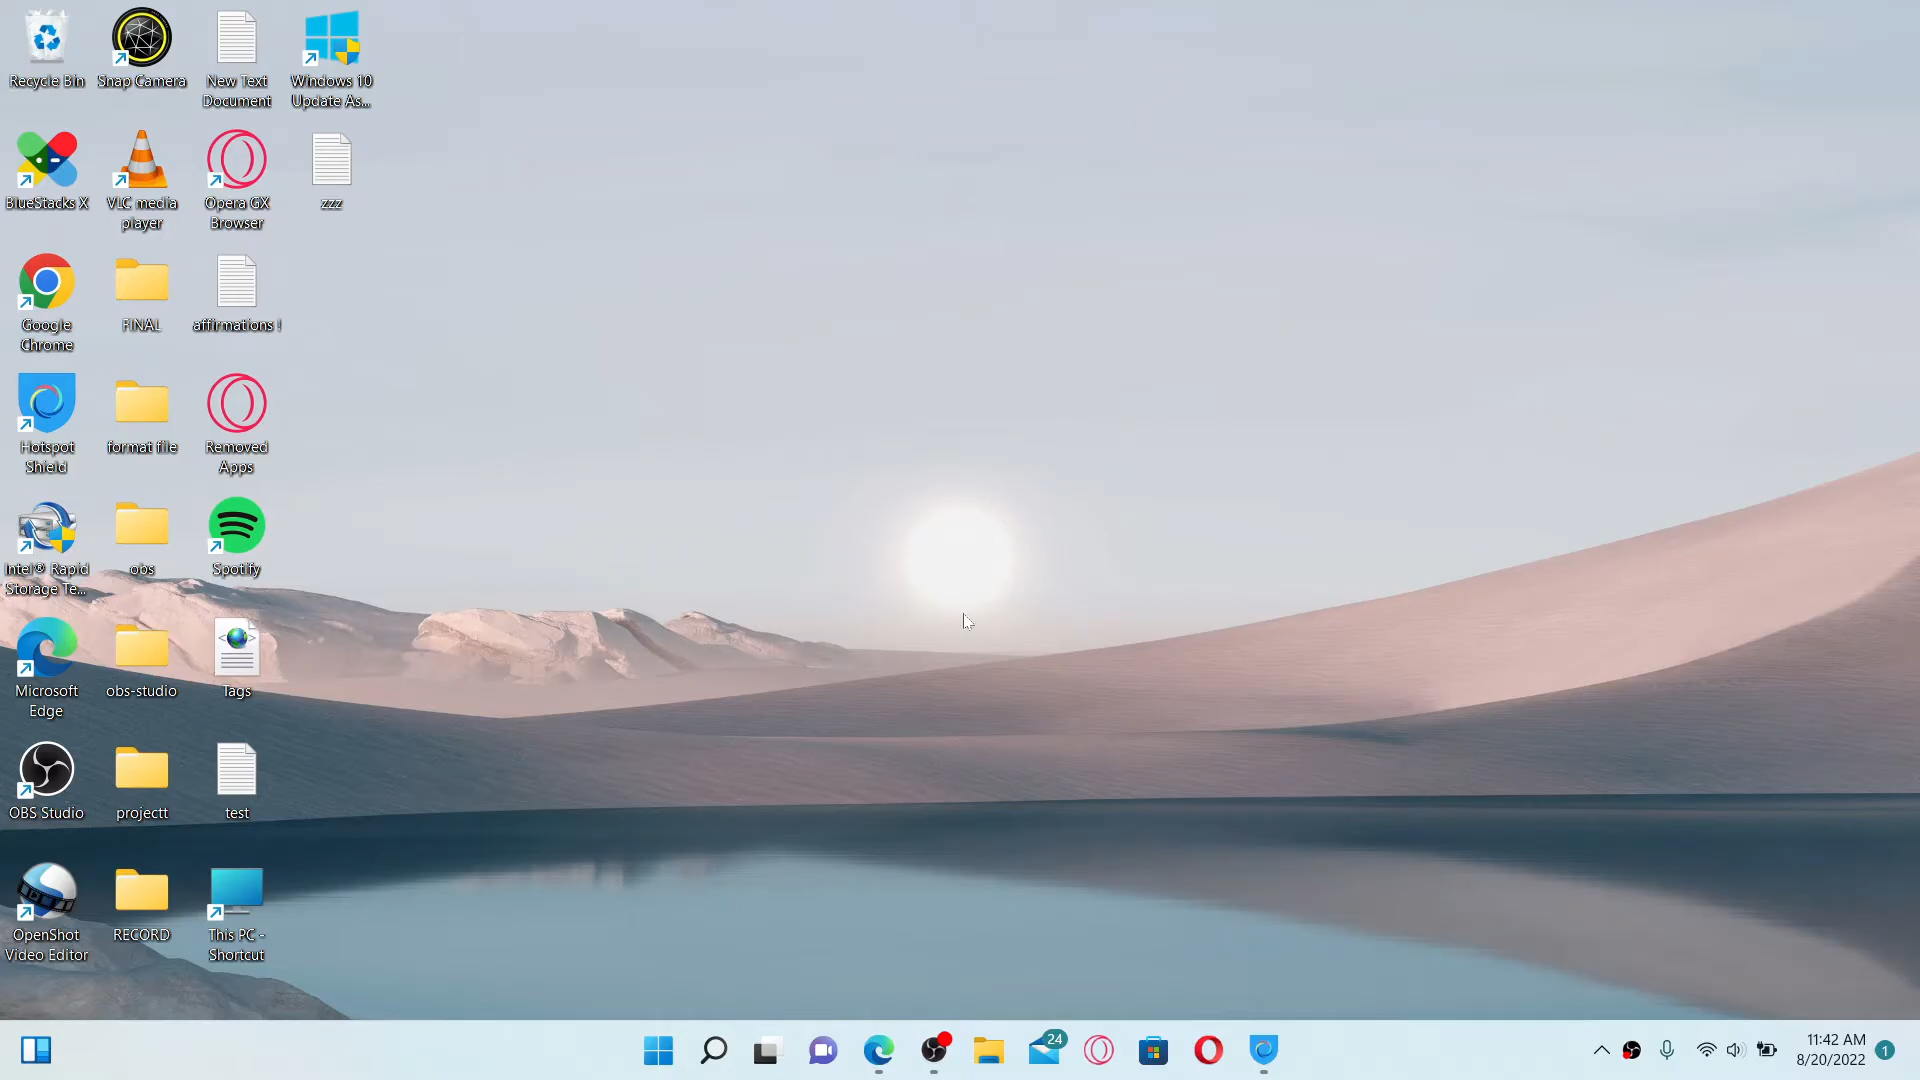 Recycle Bin
Snap Camera
New Text
Document
Windows 10
Update As...
BlueStacks X
VLC media
player
Opera GX
Browser
zzz
Google
Chrome
FINAL
affirmations !
Hotspot
Shield
format file
Removed
Apps
Intel® Rapid
Storage Te...
obs
Spotify
Microsoft
Edge
obs-studio
Tags
OBS Studio
projectt
test
OpenShot
Video Editor
RECORD
This PC -
Shortcut
24
11:42 AM
8/20/2022
1